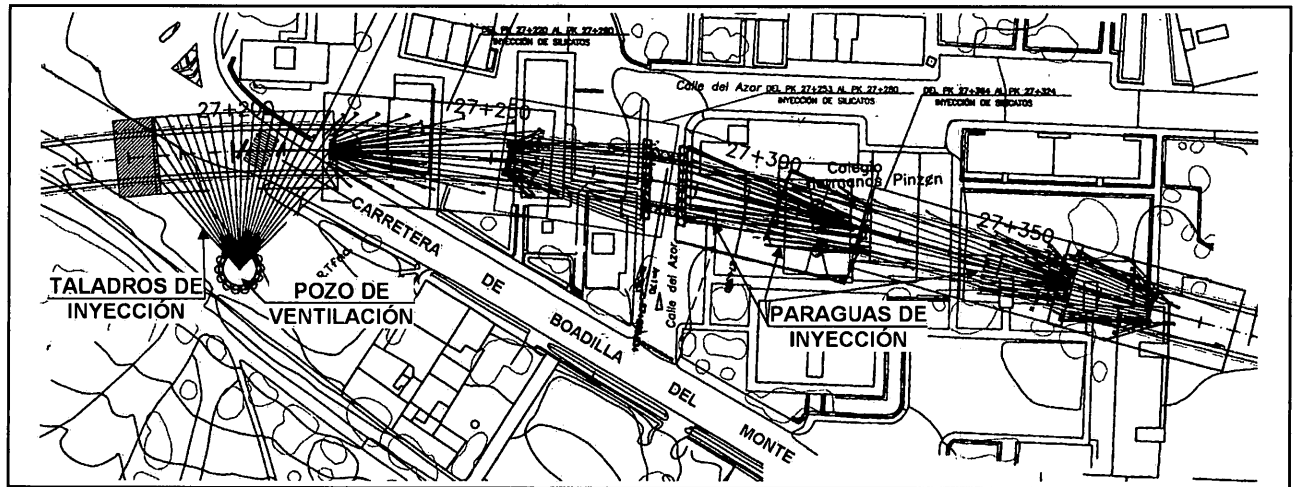 DEL PK 27+220 AL PK 27+280
INYECCIÓN DE SILICATOS
Calle del Azor
DEL PK 27+253 AL PK 27+280
INYECCIÓN DE SILICATOS
DEL PK 27+264 AL PK 27+324
INYECCIÓN DE SILICATOS
27+200
27+250
27+300
Colegio
Hermanos Pinzón
27+350
CARRETERA
DE
BOADILLA
DEL
MONTE
Calle del Azor
TALADROS DE
INYECCIÓN
POZO DE
VENTILACIÓN
PARAGUAS DE
INYECCIÓN